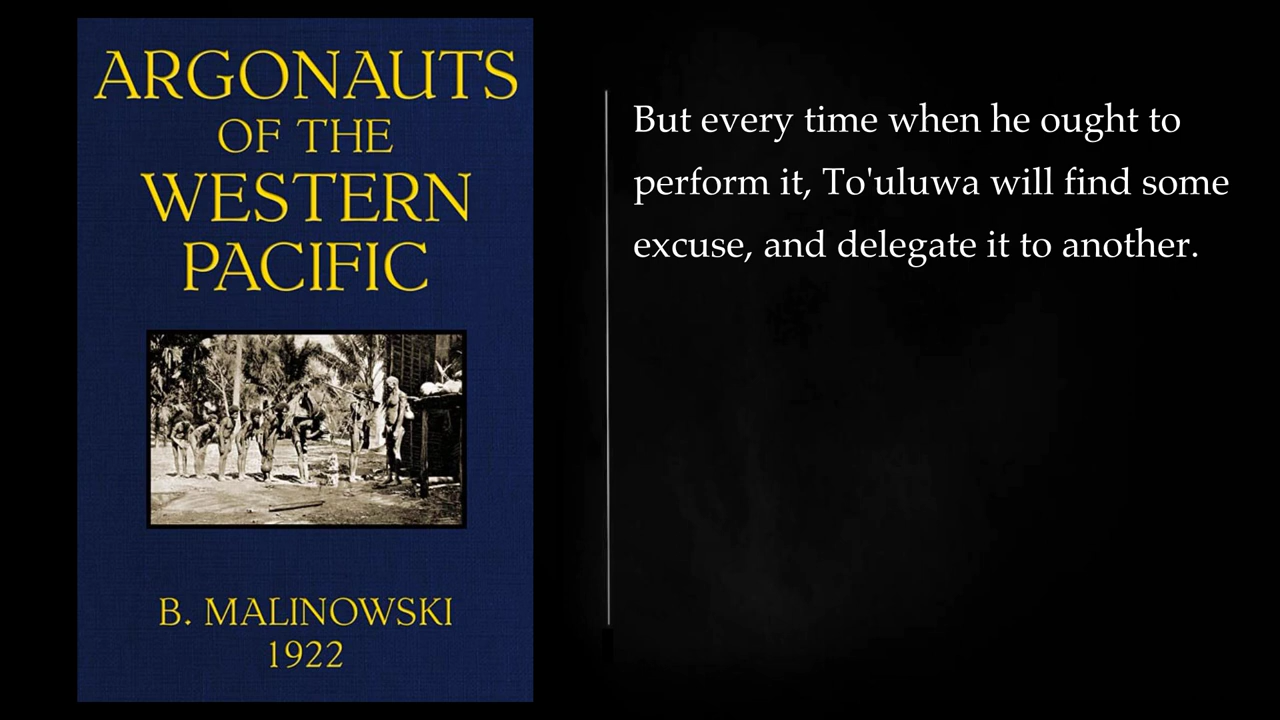 ARGONAUTS
OF THE
WESTERN
PACIFIC
B. MALINOWSKI
1922
But every time when he ought to
perform it, To'uluwa will find some
excuse, and delegate it to another.